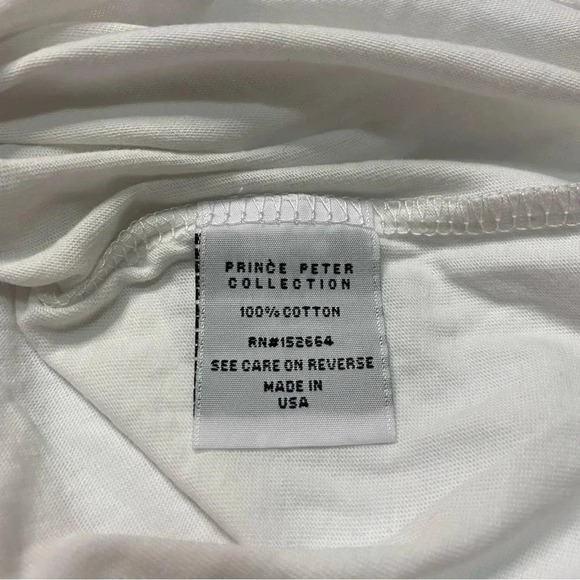 PRINCE PETER
COLLECTION
100% COTTON
RN#152664
SEE CARE ON REVERSE
MADE IN
USA